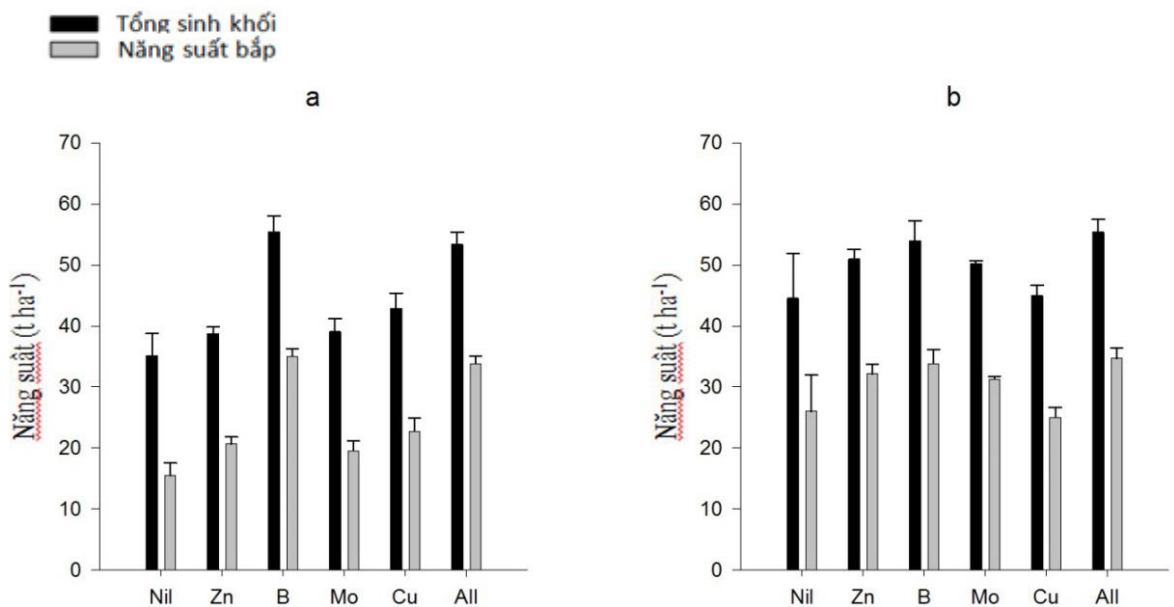 Tổng sinh khối
Năng suất bắp
a
b
70
60
50
40
30
20
10
0
Năng suất (t ha⁻¹)
Nil Zn B Mo Cu All
70
60
50
40
30
20
10
0
Năng suất (t ha⁻¹)
Nil Zn B Mo Cu All